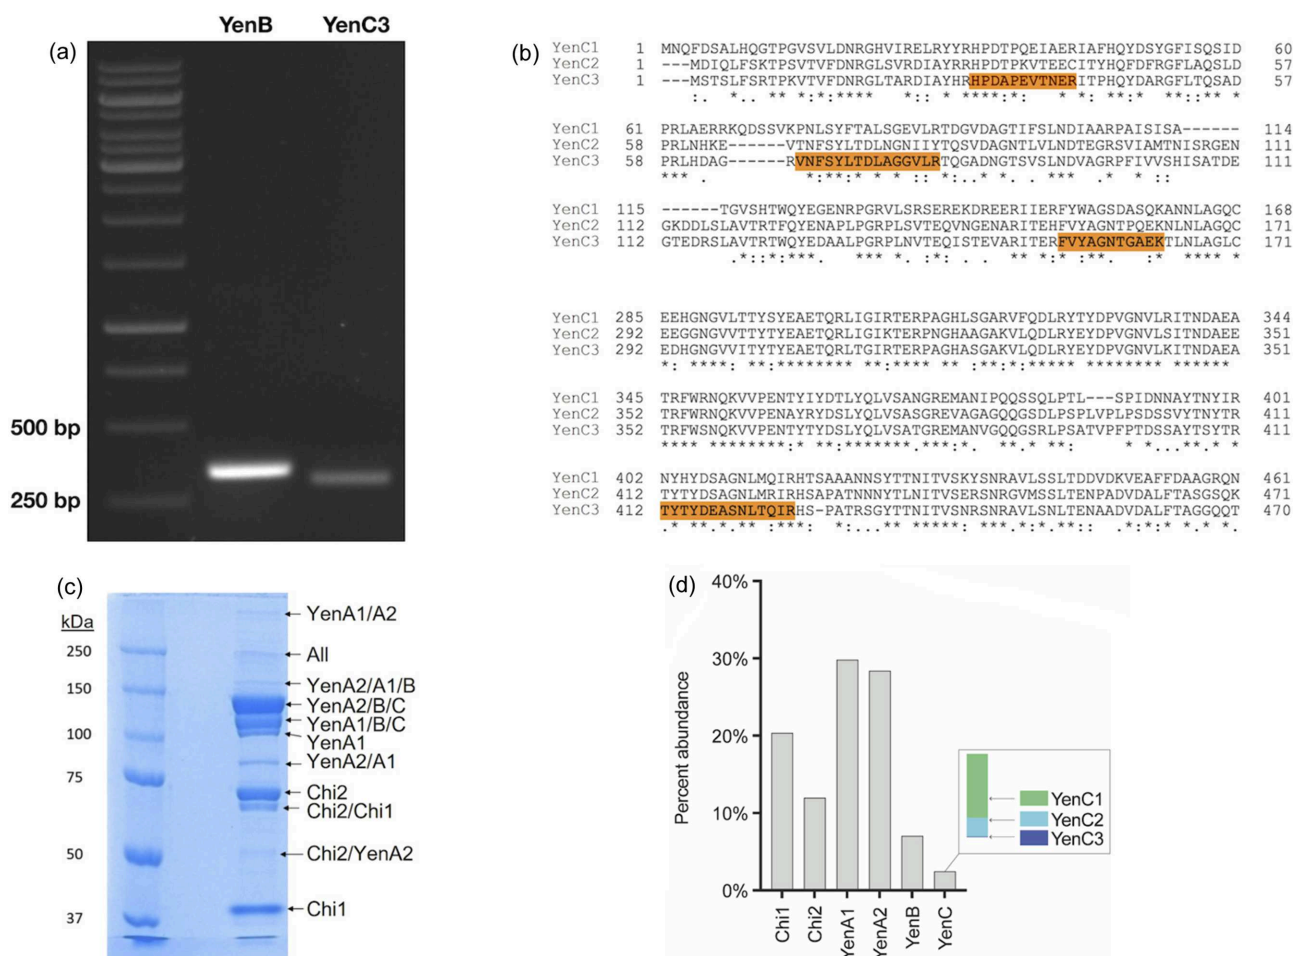 (a)
YenB YenC3
500 bp
250 bp
(b)
YenC1 1 MNQFDSALHQGTPGVSVLDNRGHVIRELRYYRHPDTPQEIAERIAFHQYDSYGFISQSID 60
YenC2 1 ---MDIQLFSKTPSVTVFDNRGLSVRDIAYRRHPDTPKVTEECITYHQFDFRGFLAQSLD 57
YenC3 1 ---MSTSLFSRTPKVTVFDNRGLTARDIAYHRHPDAPEVTNERITPHQYDARGFLTQSAD 57
YenC1 61 PRLAERRKQDSSVKPNLSYFTALSGEVLRTDGVDAGTIFSLNDIAARPAISISA------ 114
YenC2 58 PRLNHKE------VTNFSYLTDLNGNIIYTQSVDAGNTLVLNDTEGRSVIAMTNISRGEN 111
YenC3 58 PRLHDAG------RVNFSYLTDLAGGVLRTQGADNGTSVSLNDVAGRPFIVVSHISATDE 111
YenC1 115 ------TGVSHTWQYEGENRPGRVLSRSEREKDREERIIERFYWAGSDASQKANNLAGQC 168
YenC2 112 GKDDLSLAVTRTFQYENAPLPGRPLSVTEQVNGENARITEHFVYAGNTPQEKNLNLAGQC 171
YenC3 112 GTEDRSLAVTRTWQYEDAALPGRPLNVTEQISTEVARITERFVYAGNTGAEKTLNLAGLC 171
YenC1 285 EEHGNGVLTTYSYEAETQRLIGIRTERPAGHLSGARVFQDLRYTYDPVGNVLRITNDAEA 344
YenC2 292 EEGGNGVVTTYTYEAETQRLIGIRTERPNGHAAGAKVLQDLRYEYDPVGNVLRITNDAEE 351
YenC3 292 EDHGNGVVITYTYEAETQRLTGIRTERPAGHASGAKVLQDLRYEYDPVGNVLKITNDAEA 351
YenC1 345 TRFWRNQKVVPENTYIYDTLYQLVSASGREMANIPQQSSQLPTL---SPIDNNAYTNYIR 401
YenC2 352 TRFWRNQKVVPENAYRYDSLYQLVSASGREVAGAGQQGSDLPSPLVPLPSDSSVYTNYTR 411
YenC3 352 TRFWSNQKVVPENTYTYDSLYQLVSATGREMANVGQQGSRLPSATVPFPTDSSAYTSYTR 411
YenC1 402 NYHYDSAGNLMQIRHTSAAANNSYTTNITVSKYSNRAVLSSLTDDVDKVEAFFDAAGRQN 461
YenC2 412 TYTYDSAGNLMRIRHSAPATNNNYTLNITVSERSNRGVMSSLTENPADVDALFTASGSQK 471
YenC3 412 TYTYDEASNLTQIRHS-PATRSGYTTNITVSNRSNRAVLSNLTENAADVDALFTAGGQQT 470
(c)
kDa
250
150
100
75
50
37
YenA1/A2
All
YenA2/A1/B
YenA2/B/C
YenA1/B/C
YenA1
YenA2/A1
Chi2
Chi2/Chi1
Chi2/YenA2
Chi1
(d)
Percent abundance
40%
30%
20%
10%
0%
Chi1
Chi2
YenA1
YenA2
YenB
YenC
YenC1
YenC2
YenC3